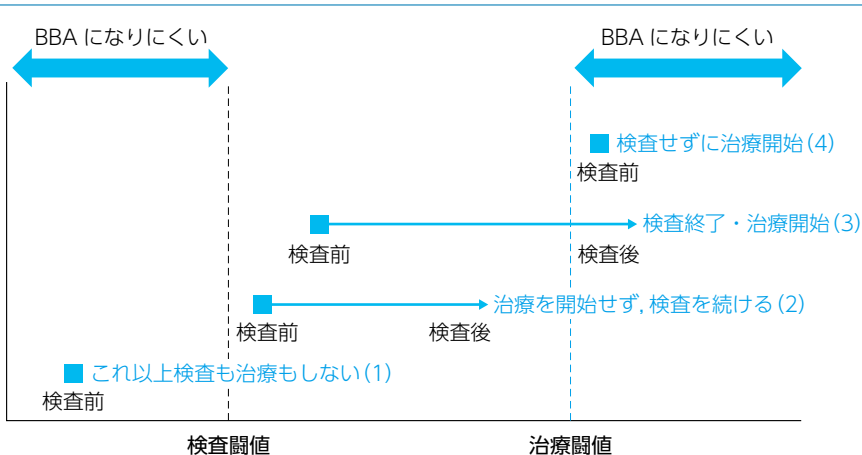 BBA になりにくい
BBA になりにくい
検査せずに治療開始(4)
検査前
検査終了・治療開始(3)
検査前
検査後
治療を開始せず, 検査を続ける(2)
検査前
検査後
これ以上検査も治療もしない(1)
検査前
検査闘値
治療闘値